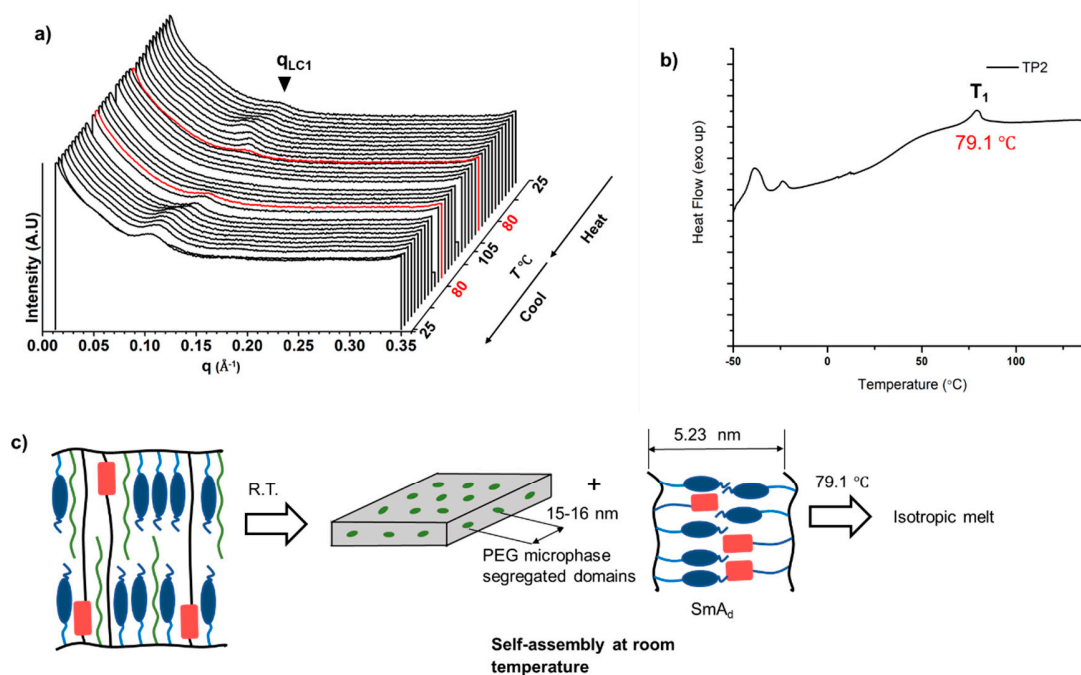 a)
qLC1
Intensity (A.U)
0.00 0.05 0.10 0.15 0.20 0.25 0.30 0.35
q (Å-1)
25
80
105
80
25
T °C
Heat
Cool
b)
TP2
T1
79.1 °C
Heat Flow (exo up)
-50 0 50 100
Temperature (°C)
c)
R.T.
+
15-16 nm
PEG microphase
segregated domains
5.23 nm
SmAd
79.1 °C
Isotropic melt
Self-assembly at room
temperature